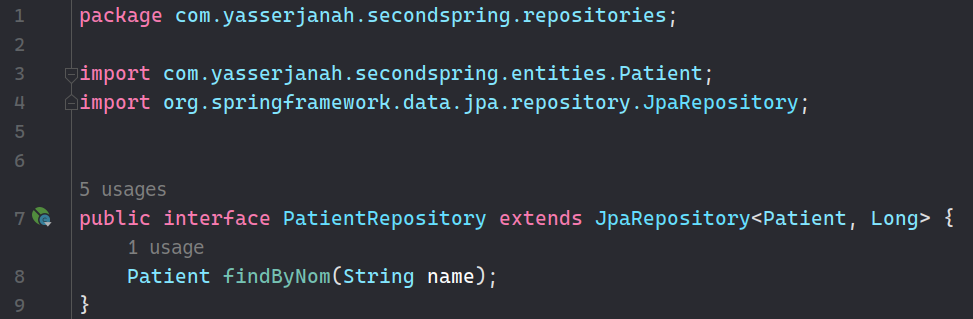 1 package com.yasserjanah.secondspring.repositories;
2
3 import com.yasserjanah.secondspring.entities.Patient;
4 import org.springframework.data.jpa.repository.JpaRepository;
5
6
5 usages
7 public interface PatientRepository extends JpaRepository<Patient, Long> {
1 usage
8 Patient findByNom(String name);
9 }